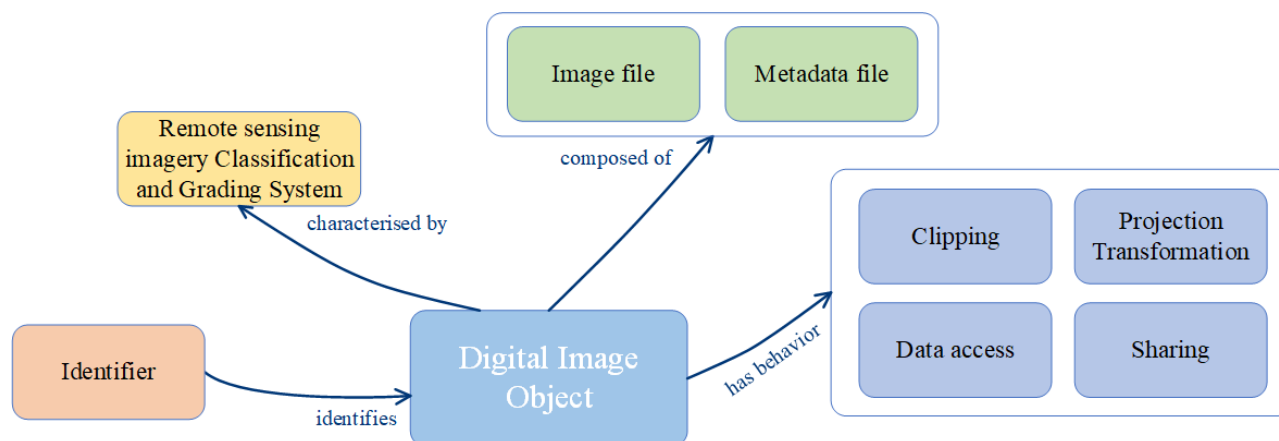 Image file
Metadata file
composed of
Remote sensing
imagery Classification
and Grading System
characterised by
Clipping
Projection
Transformation
Data access
Sharing
has behavior
Identifier
identifies
Digital Image
Object